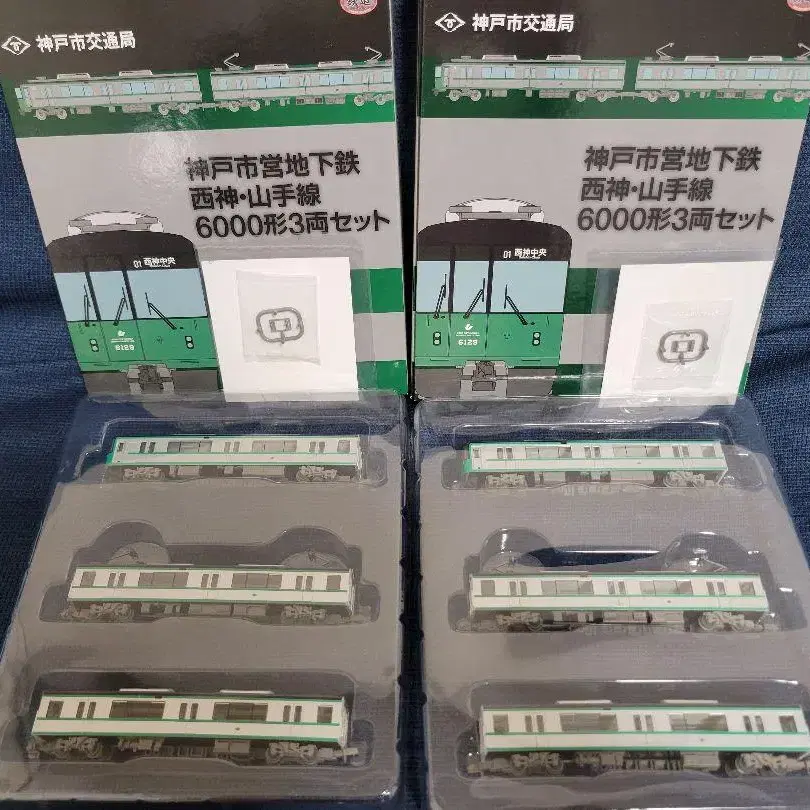 神戸市交通局
神戸市営地下鉄
西神・山手線
6000形3両セット
01 西神中央
6129
神戸市交通局
神戸市営地下鉄
西神・山手線
6000形3両セット
01 西神中央
6129